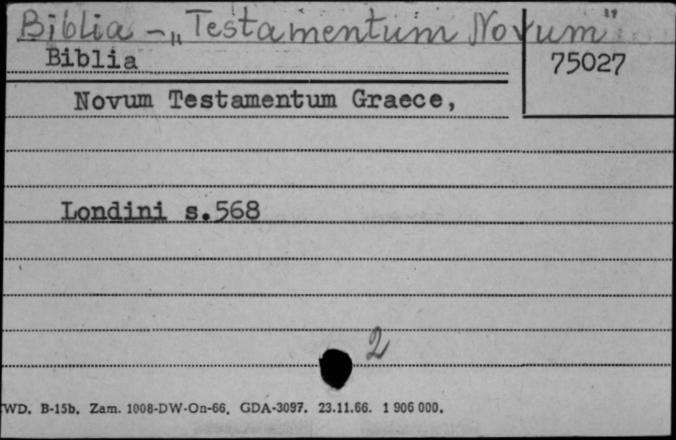 Biblia - „Testamentum Novum"
Biblia
75027
Novum Testamentum Graece,
Londini s.568
2
WD. B-15b. Zam. 1008-DW-On-66. GDA-3097. 23.11.66. 1 906 000.